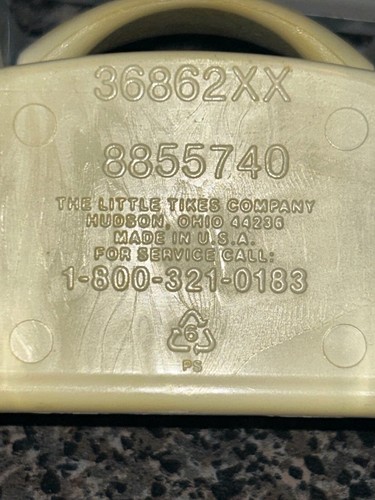 36862XX
8855740
THE LITTLE TIKES COMPANY
HUDSON, OHIO 44236
MADE IN U.S.A.
FOR SERVICE CALL:
1-800-321-0183
6
PS